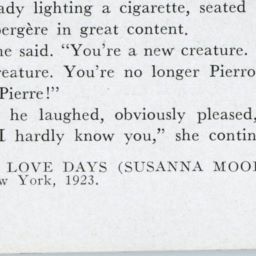 ady lighting a cigarette, seated
ergère in great content.
he said. "You're a new creature.
reature. You're no longer Pierro
Pierre!"
he laughed, obviously pleased,
I hardly know you," she contin
LOVE DAYS (SUSANNA MOO
w York, 1923.